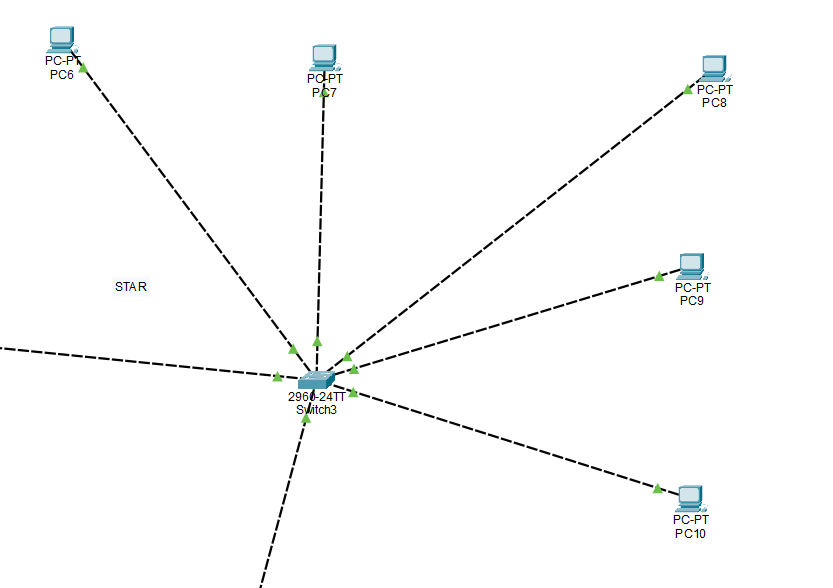 PC-PT
PC6
PC-PT
PC7
PC-PT
PC8
PC-PT
PC9
STAR
2960-24TT
Switch3
PC-PT
PC10